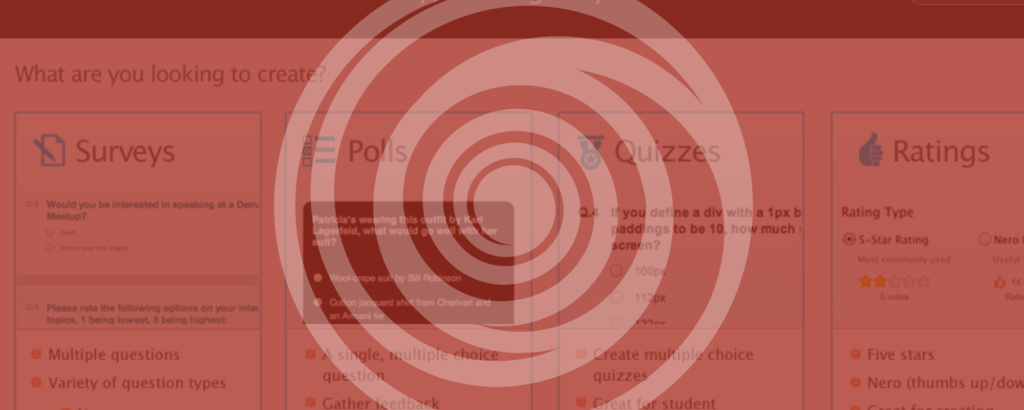 What are you looking to create?
Surveys
Q.3 Would you be interested in speaking at a
Meetup?
Polls
Patricia's wearing this outfit by Karl
Lagerfeld, what would go well with her
suit?
Wool-crepe suit by Bill Robinson
Cotton jacquard shirt from Charivari and
an Armani tie
Quizzes
Q.4 If you define a div with a 1px b
paddings to be 10, how much
screen?
100px
112px
122px
Ratings
Rating Type
5-Star Rating
Nero
Most commonly used
Useful
5 votes
14
Rate
Q.4 Please rate the following options on your inter
topics, 1 being lowest, 5 being highest:
Multiple questions
Variety of question types
A single, multiple choice
question
Gather feedback
Create multiple choice
quizzes
Great for student
Five stars
Nero (thumbs up/dow